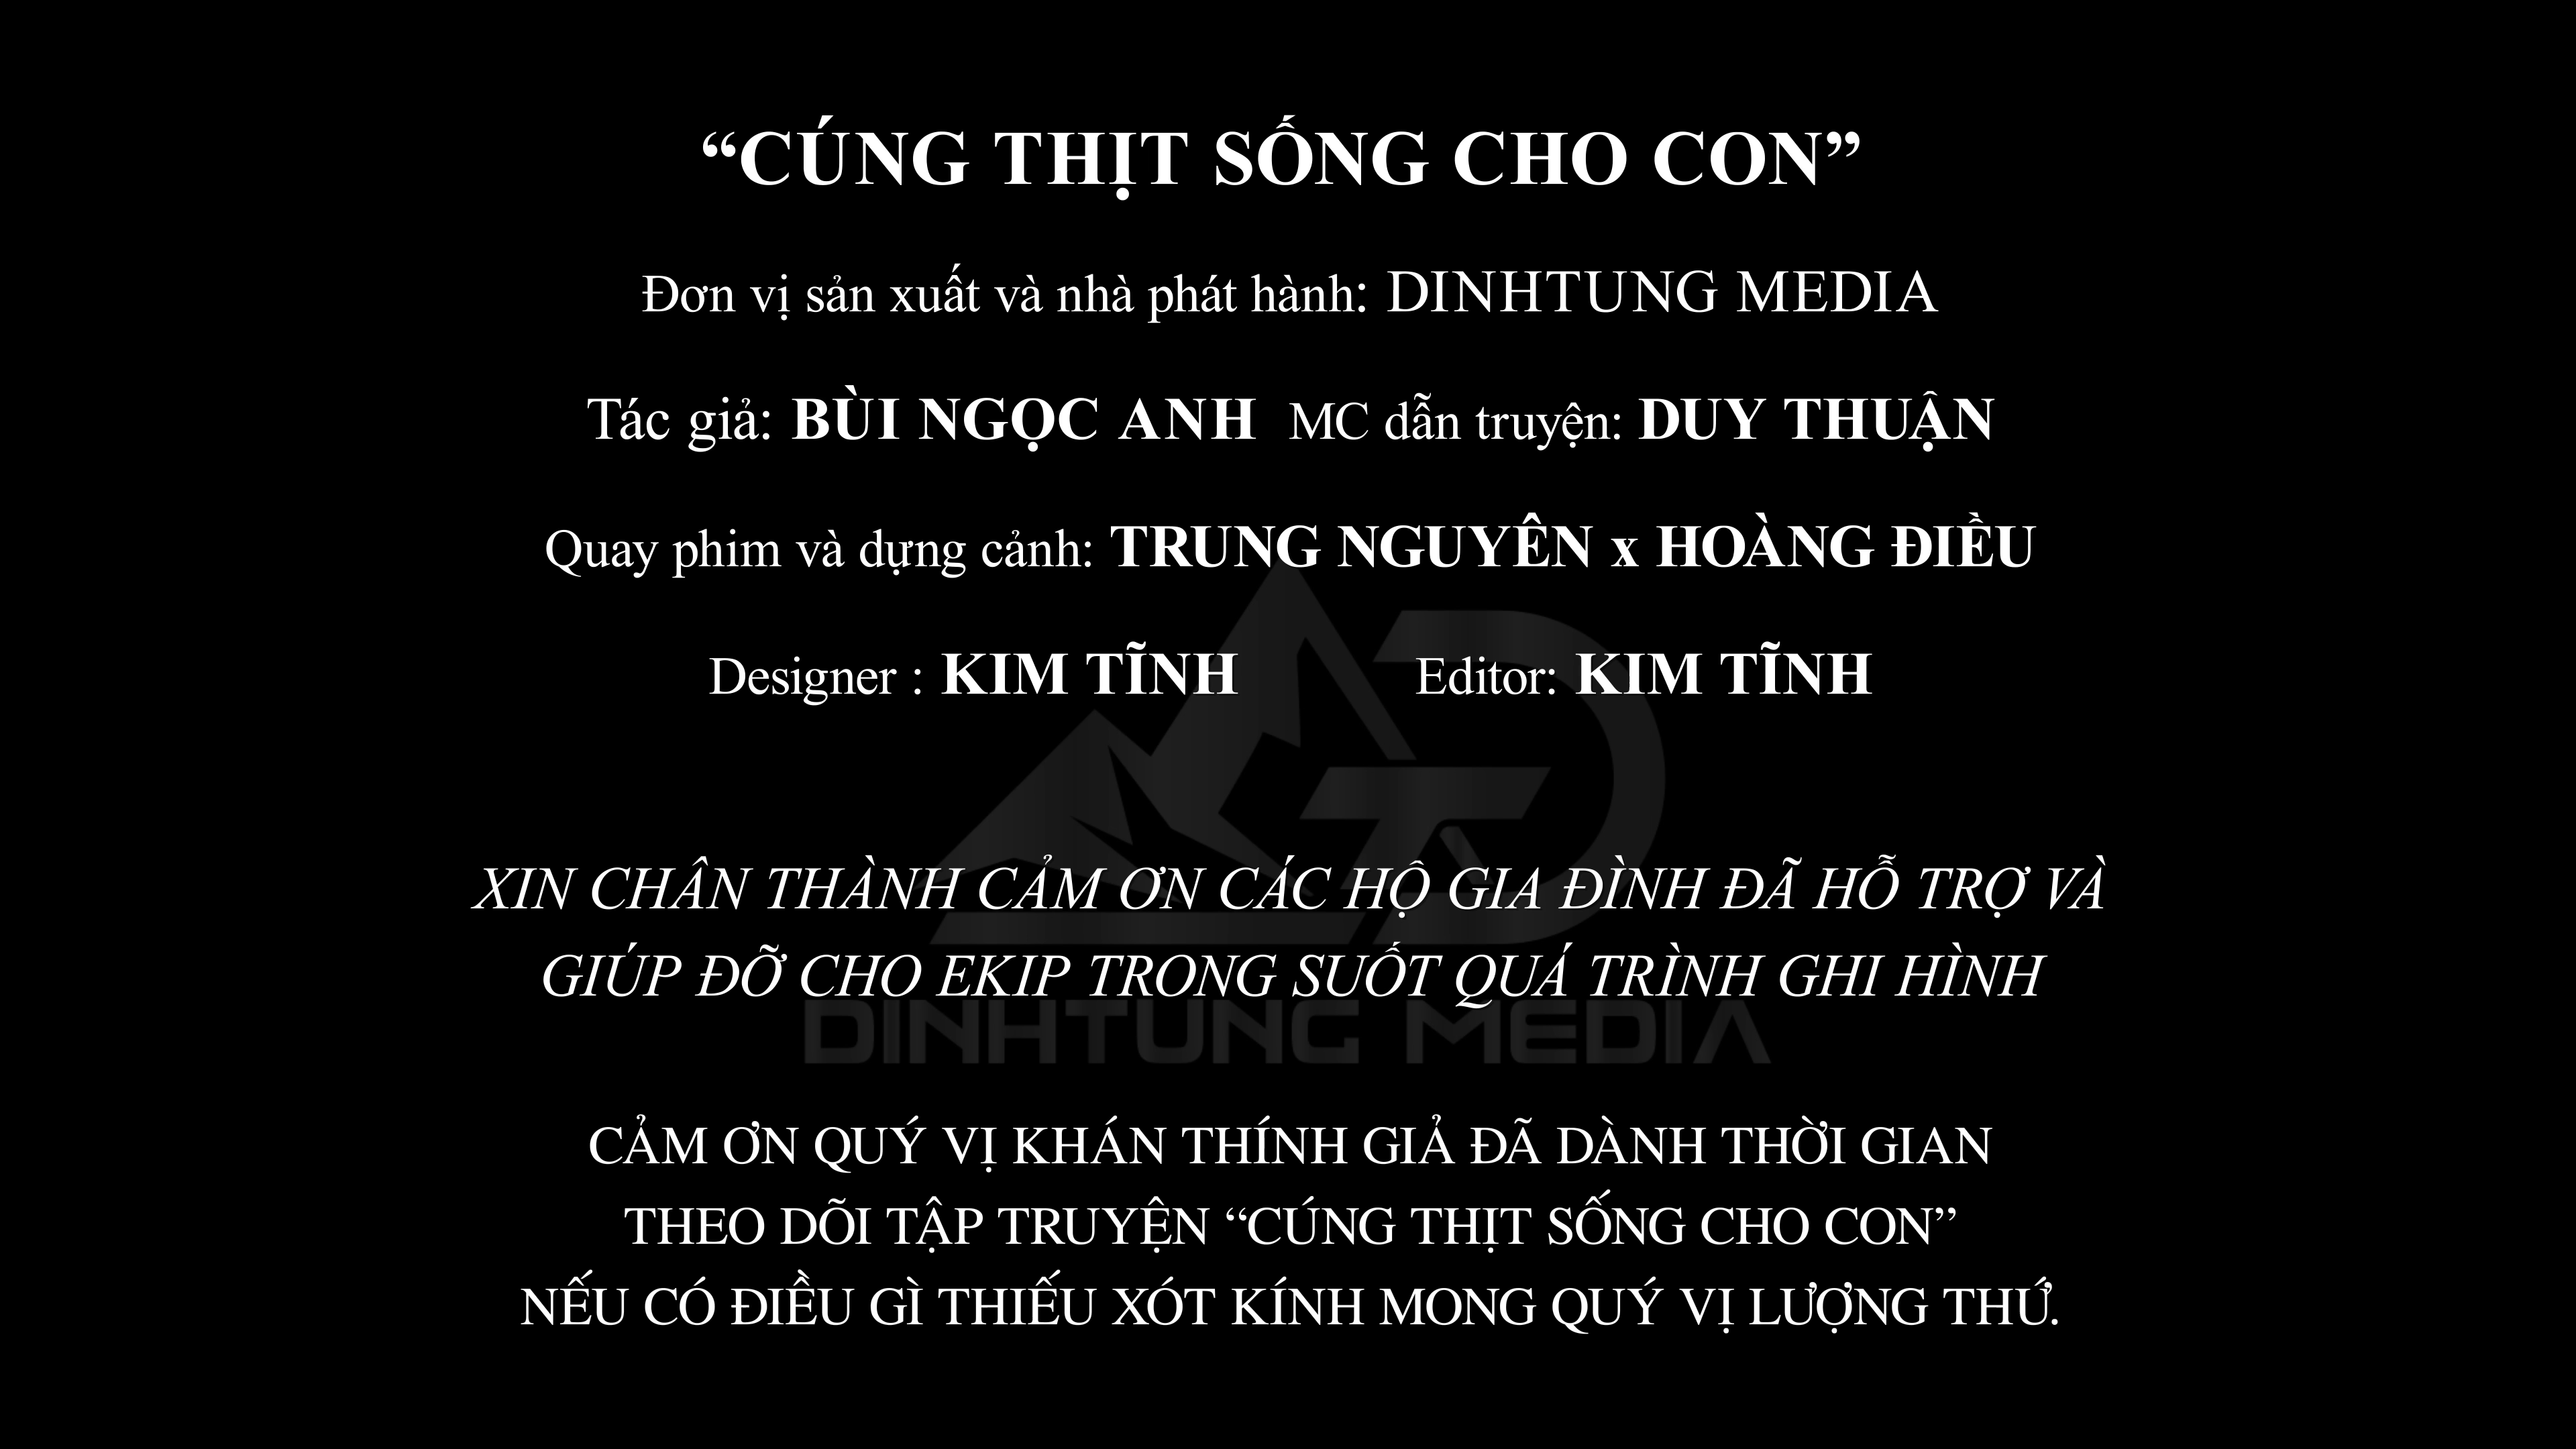 “CÚNG THỊT SỐNG CHO CON”
Đơn vị sản xuất và nhà phát hành: DINHTUNG MEDIA
Tác giả: BÙI NGỌC ANH MC dẫn truyện: DUY THUẬN
Quay phim và dựng cảnh: TRUNG NGUYÊN x HOÀNG ĐIỀU
Designer : KIM TĨNH Editor: KIM TĨNH
XIN CHÂN THÀNH CẢM ƠN CÁC HỘ GIA ĐÌNH ĐÃ HỖ TRỢ VÀ
GIÚP ĐỠ CHO EKIP TRONG SUỐT QUÁ TRÌNH GHI HÌNH
DINHTUNG MEDIA
CẢM ƠN QUÝ VỊ KHÁN THÍNH GIẢ ĐÃ DÀNH THỜI GIAN
THEO DÕI TẬP TRUYỆN “CÚNG THỊT SỐNG CHO CON”
NẾU CÓ ĐIỀU GÌ THIẾU XÓT KÍNH MONG QUÝ VỊ LƯỢNG THỨ.